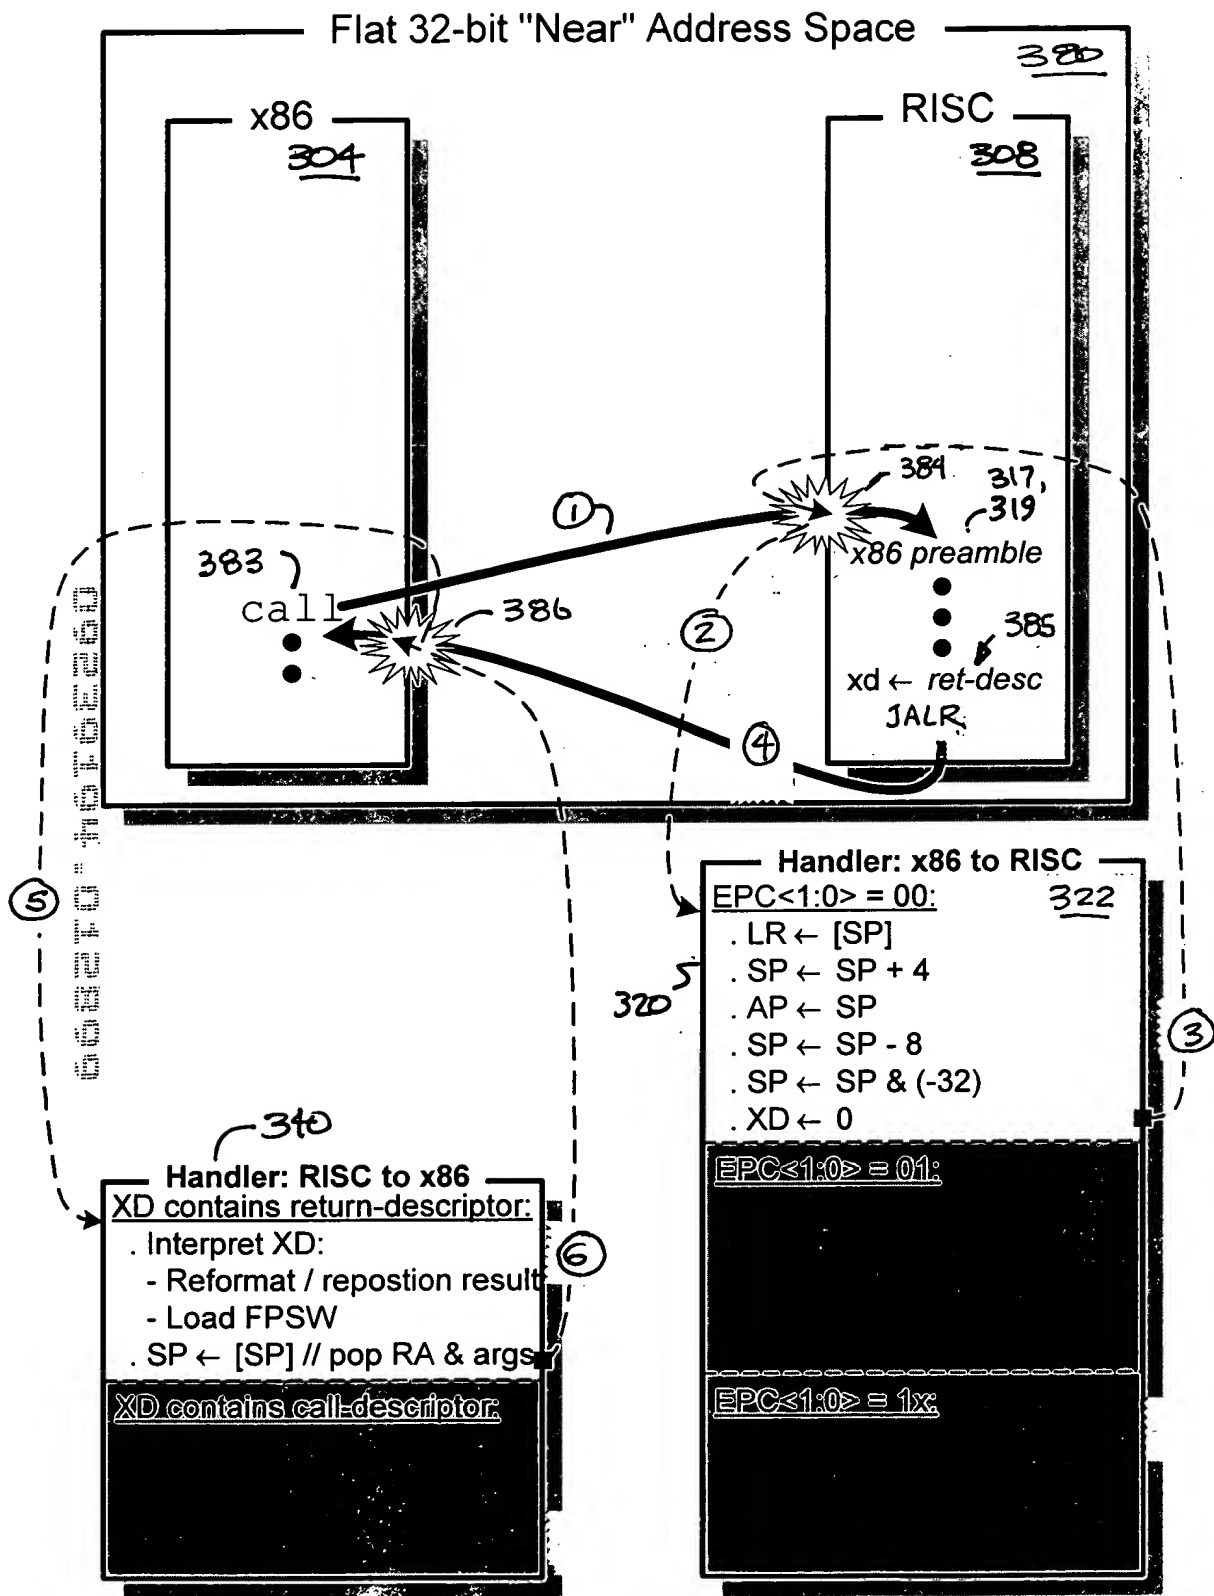 Flat 32-bit "Near" Address Space
380
x86
304
RISC
308
384
317,
319
①
x86 preamble
383
call
386
②
385
xd ← ret-desc
JALR
④
⑤
Handler: x86 to RISC
EPC<1:0> = 00:
322
. LR ← [SP]
. SP ← SP + 4
320
. AP ← SP
. SP ← SP - 8
③
. SP ← SP & (-32)
. XD ← 0
EPC<1:0> = 01:
EPC<1:0> = 1x:
340
Handler: RISC to x86
XD contains return-descriptor:
. Interpret XD:
⑥
- Reformat / repostion result
- Load FPSW
. SP ← [SP] // pop RA & args
XD contains call-descriptor: